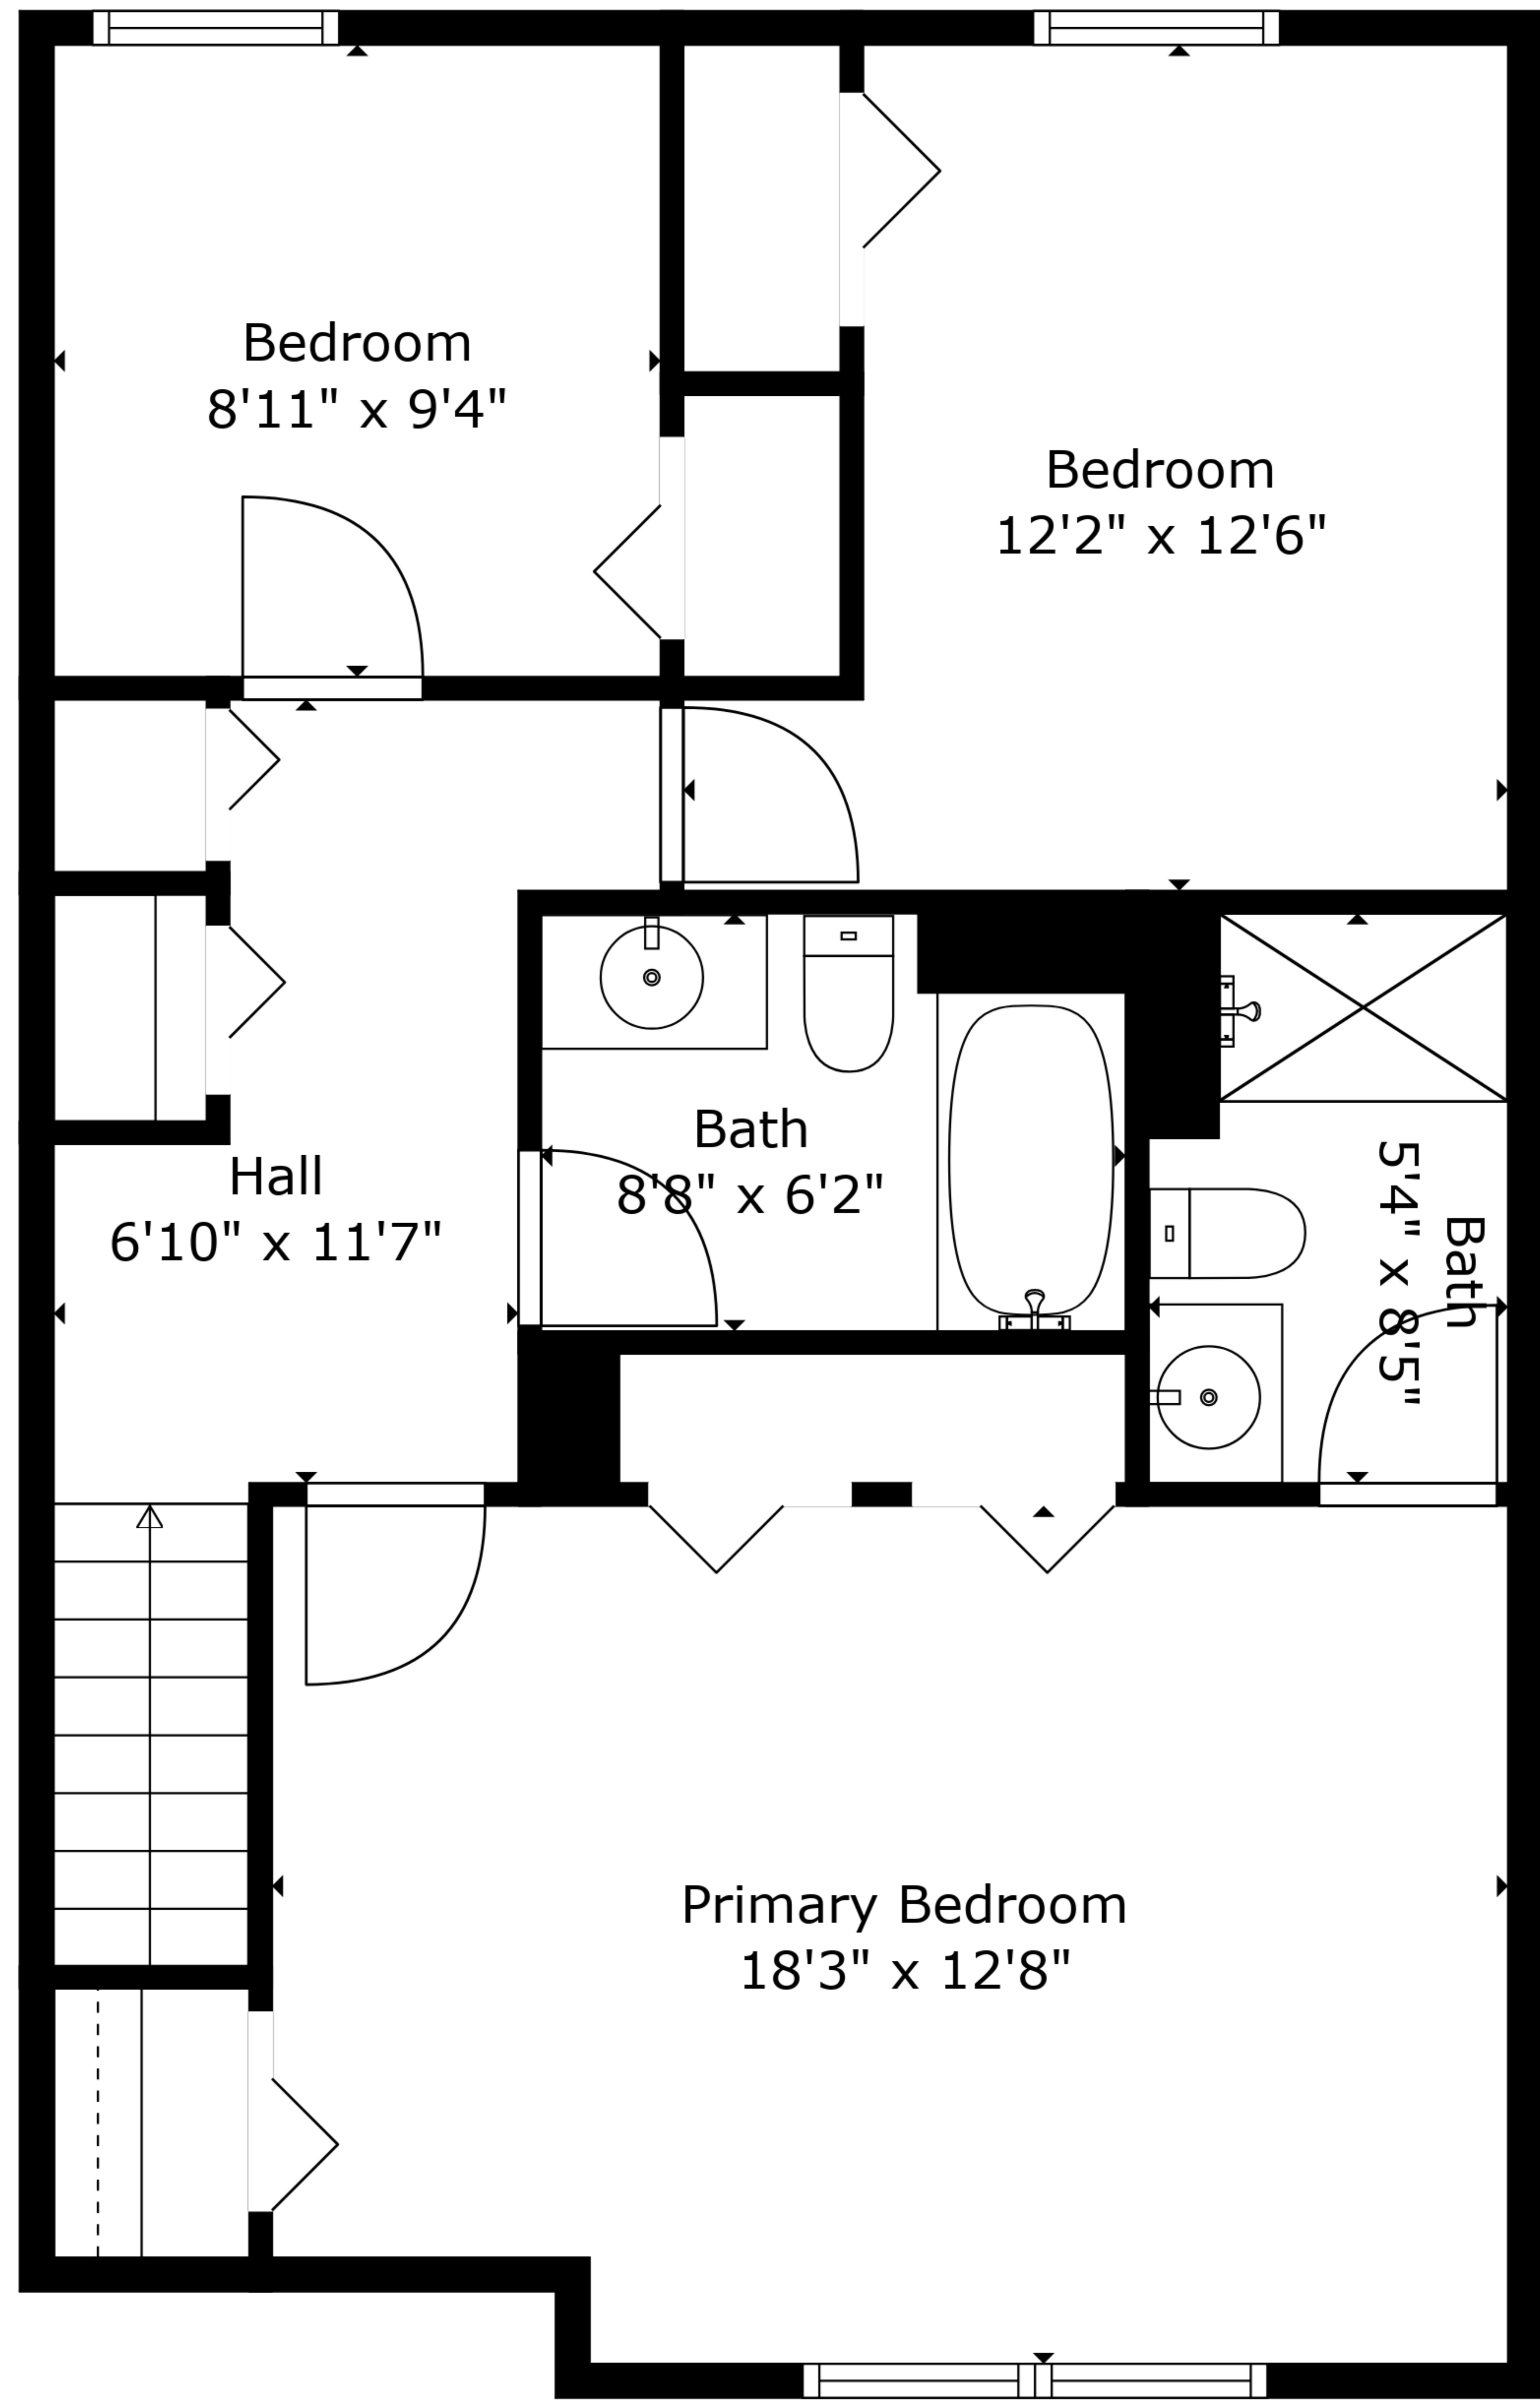 Bedroom
8'11" x 9'4"
Bedroom
12'2" x 12'6"
Hall
6'10" x 11'7"
Bath
8'8" x 6'2"
Bath
5'4" x 8'5"
Primary Bedroom
18'3" x 12'8"